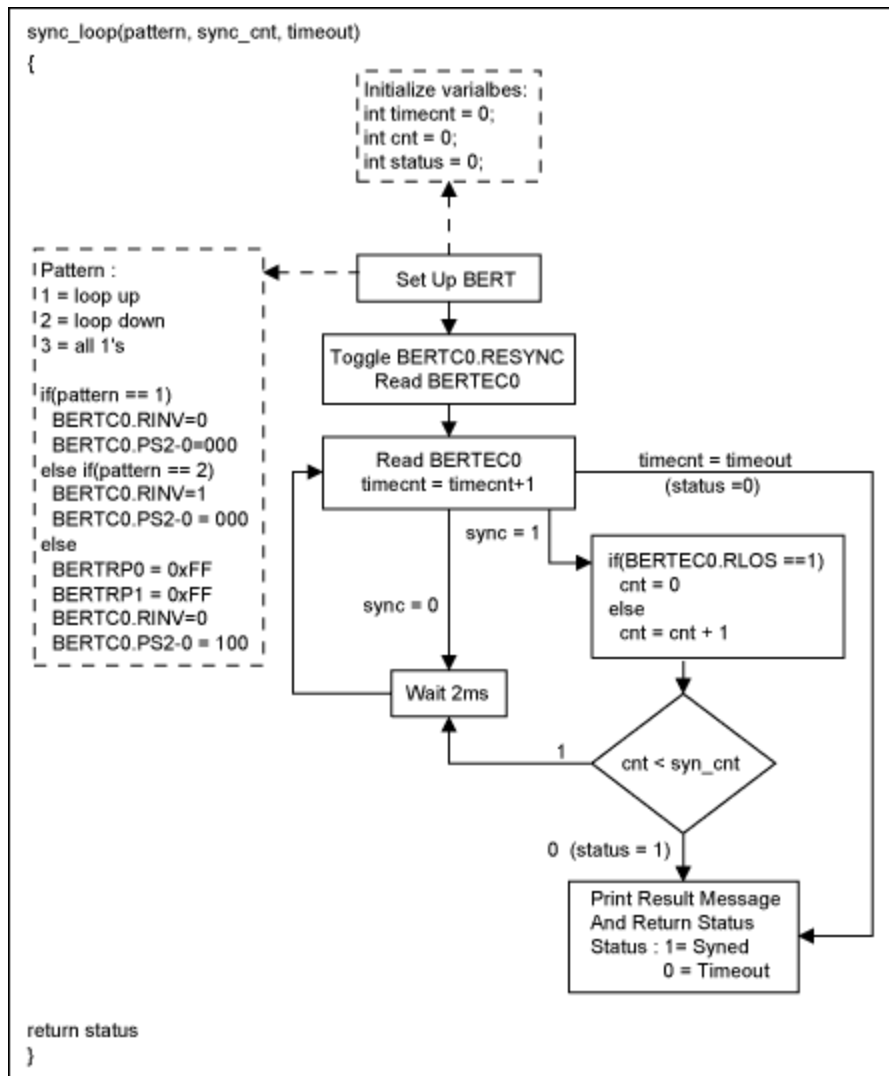 sync_loop(pattern, sync_cnt, timeout)
{
Initialize varialbes:
int timecnt = 0;
int cnt = 0;
int status = 0;
Set Up BERT
Pattern :
1 = loop up
2 = loop down
3 = all 1's
if(pattern == 1)
BERTC0.RINV=0
BERTC0.PS2-0=000
else if(pattern == 2)
BERTC0.RINV=1
BERTC0.PS2-0 = 000
else
BERTRP0 = 0xFF
BERTRP1 = 0xFF
BERTC0.RINV=0
BERTC0.PS2-0 = 100
Toggle BERTC0.RESYNC
Read BERTEC0
Read BERTEC0
timecnt = timecnt+1
timecnt = timeout
(status =0)
sync = 1
sync = 0
if(BERTEC0.RLOS ==1)
cnt = 0
else
cnt = cnt + 1
Wait 2ms
1
cnt < syn_cnt
0 (status = 1)
Print Result Message
And Return Status
Status : 1= Syned
0 = Timeout
return status
}